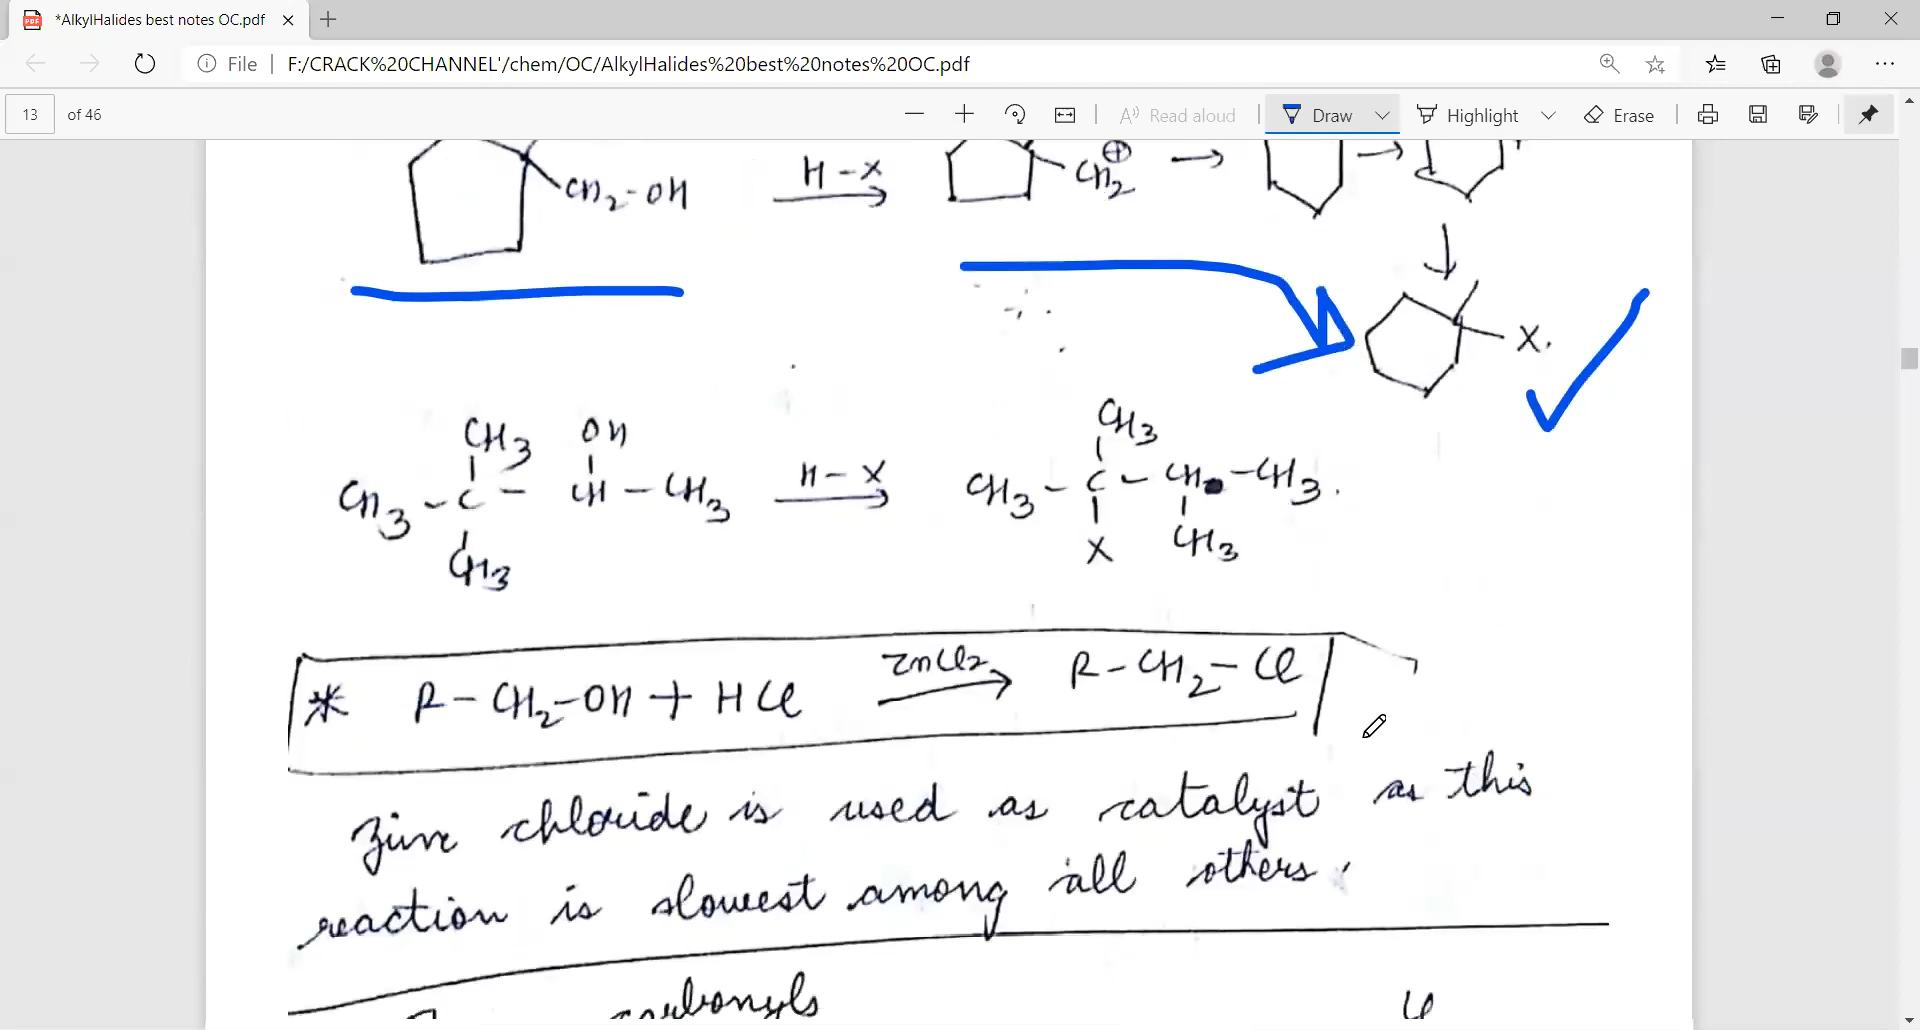 *AlkylHalides best notes OC.pdf
File F:/CRACK%20CHANNEL'/chem/OC/AlkylHalides%20best%20notes%20OC.pdf
13 of 46 Read aloud Draw Highlight Erase
CH2-OH H-X CH2 ⊕
X.
CH3 OH CH3
CH3-C-CH-CH3 H-X CH3-C-CH-CH3.
CH3 X CH3
* R-CH2-OH + HCl ZnCl2 R-CH2-Cl
Zinc chloride is used as catalyst as this
reaction is slowest among all others.
carbonyls